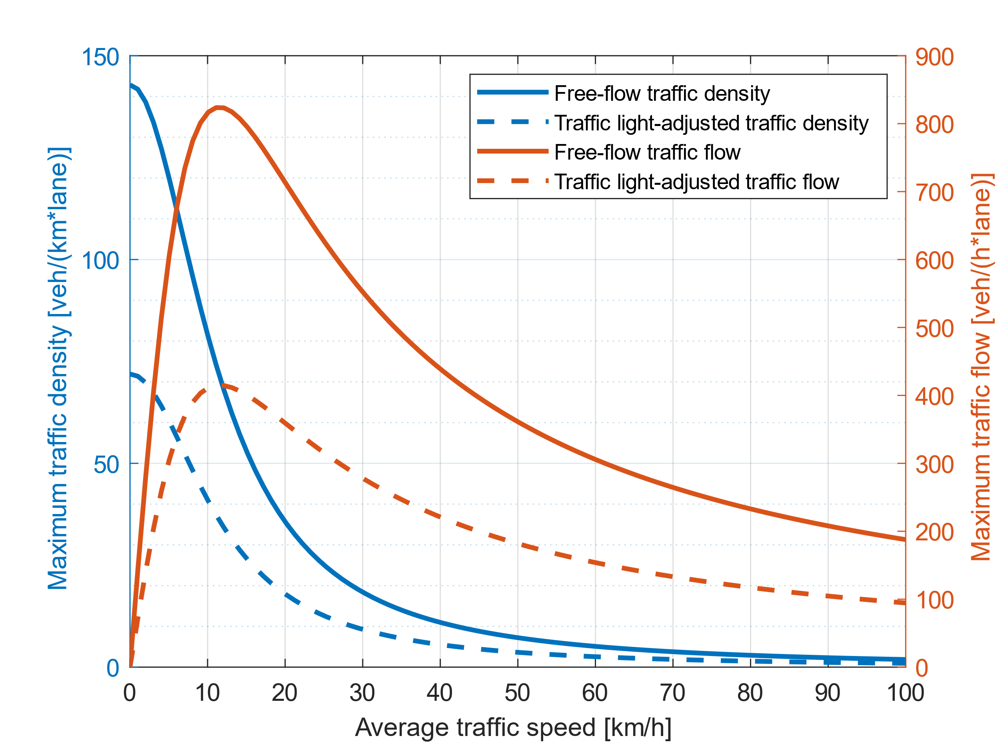 150
100
50
0
Maximum traffic density [veh/(km*lane)]
Free-flow traffic density
Traffic light-adjusted traffic density
Free-flow traffic flow
Traffic light-adjusted traffic flow
900
800
700
600
500
400
300
200
100
0
Maximum traffic flow [veh/(h*lane)]
0 10 20 30 40 50 60 70 80 90 100
Average traffic speed [km/h]